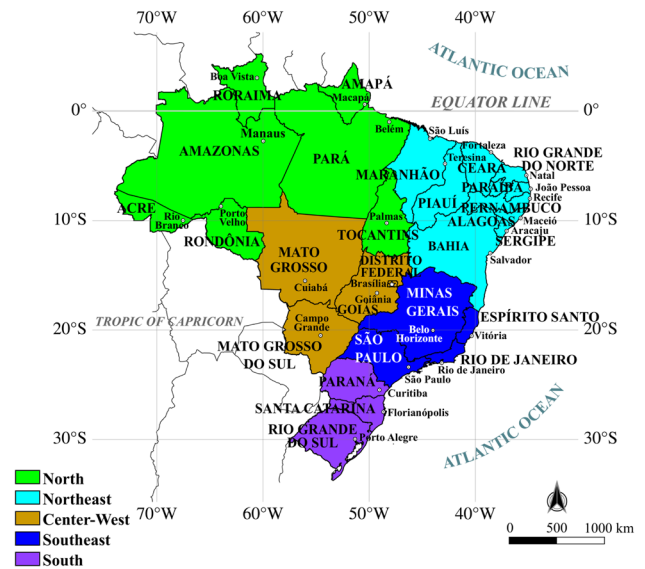 70°W 60°W 50°W 40°W
ATLANTIC OCEAN
Boa Vista
RORAIMA
AMAPÁ
Macapá
EQUATOR LINE
0° 0°
Belém
São Luís
Manaus
AMAZONAS
PARÁ
Fortaleza
Teresina
CEARÁ
RIO GRANDE
DO NORTE
MARANHÃO
Natal
PARAÍBA
João Pessoa
ACRE
Rio
Branco
Porto
Velho
PIAUÍ
Recife
PERNAMBUCO
10°S 10°S
Palmas
ALAGOAS
Maceió
Aracaju
RONDÔNIA
TOCANTINS
SERGIPE
BAHIA
MATO
GROSSO
DISTRITO
FEDERAL
Salvador
Cuiabá
Brasília
Goiânia
GOIÁS
MINAS
GERAIS
TROPIC OF CAPRICORN
Campo
Grande
ESPÍRITO SANTO
20°S 20°S
Belo
Horizonte
Vitória
MATO GROSSO
DO SUL
SÃO
PAULO
RIO DE JANEIRO
Rio de Janeiro
São Paulo
PARANÁ
Curitiba
SANTA CATARINA
Florianópolis
RIO GRANDE
DO SUL
Porto Alegre
30°S 30°S
ATLANTIC OCEAN
North
Northeast
Center-West
Southeast
South
0 500 1000 km
70°W 60°W 50°W 40°W